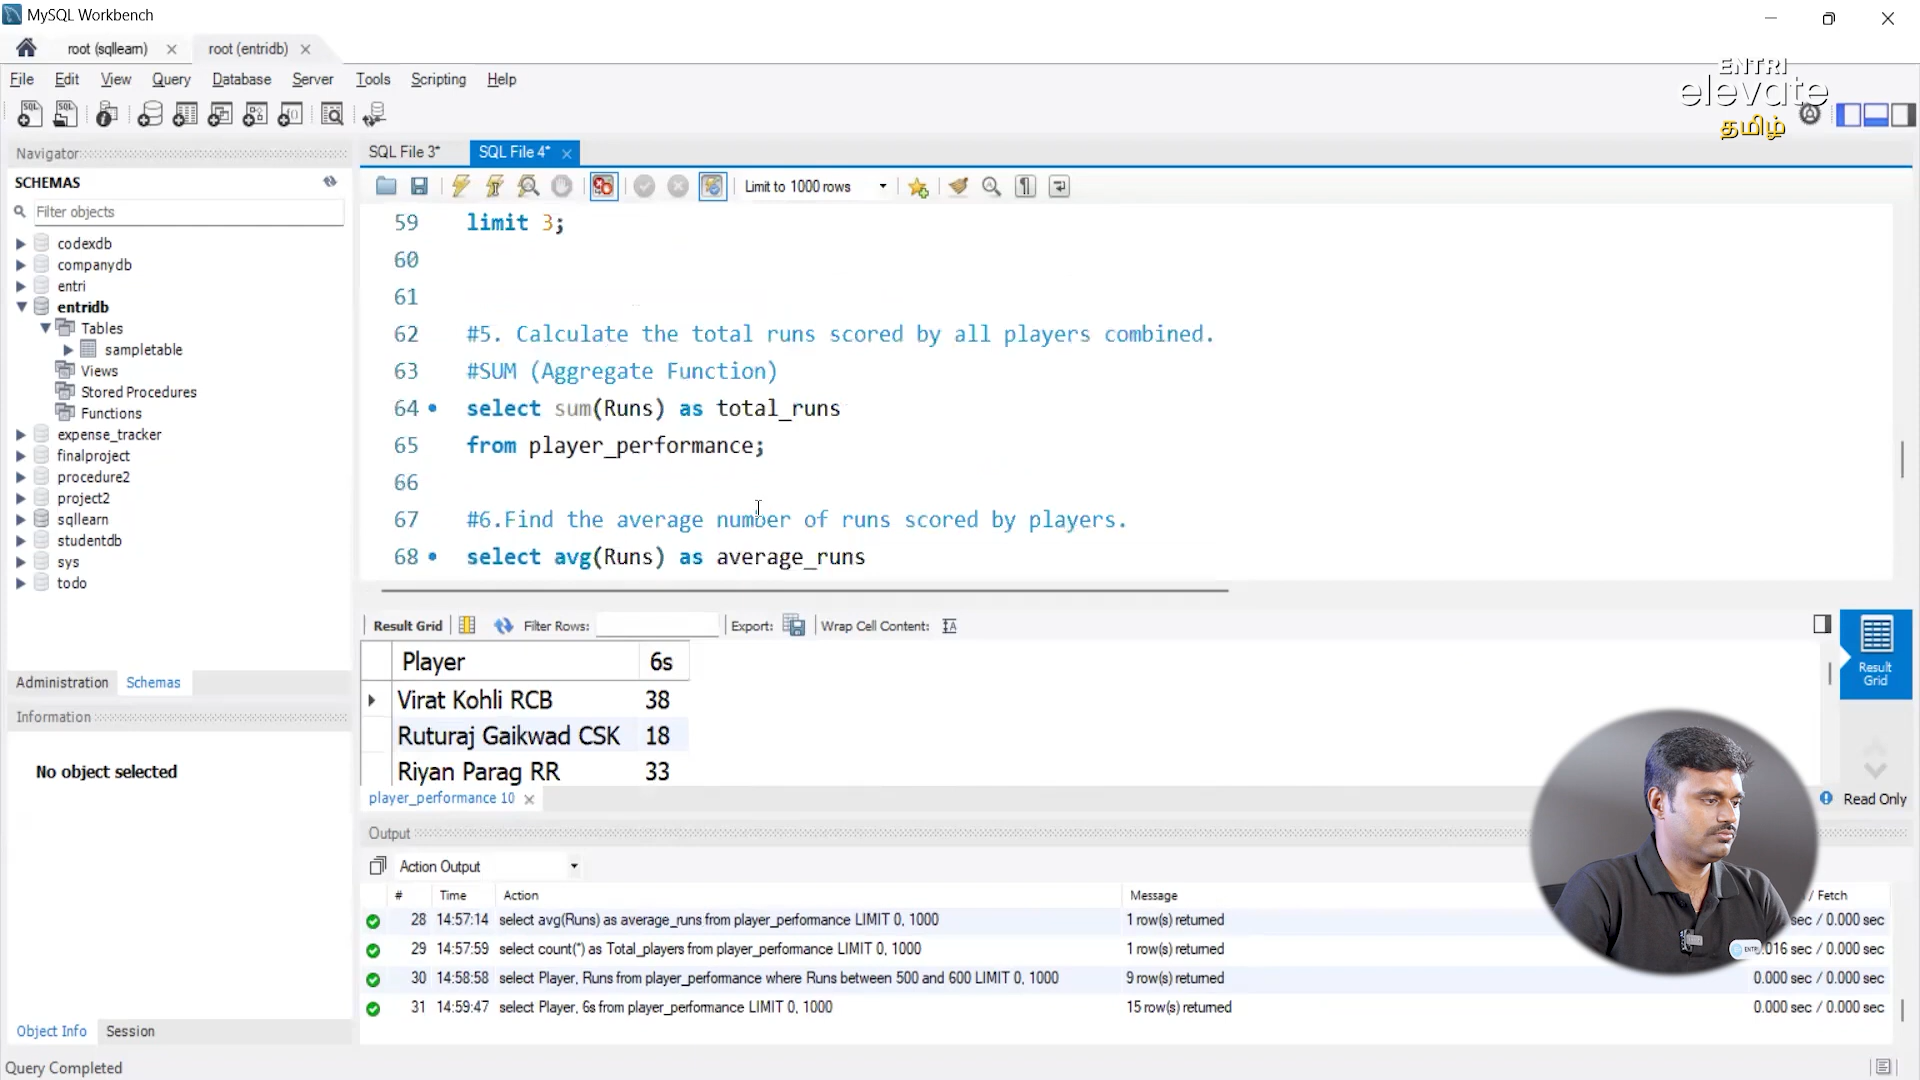 MySQL Workbench
root (sqllearn)
root (entridb)
File Edit View Query Database Server Tools Scripting Help
ENTRI
elevate
தமிழ்
Navigator
SCHEMAS
Filter objects
codexdb
companydb
entri
entridb
Tables
sampletable
Views
Stored Procedures
Functions
expense_tracker
finalproject
procedure2
project2
sqllearn
studentdb
sys
todo
Administration Schemas
Information
No object selected
Object Info Session
Query Completed
SQL File 3* SQL File 4*
Limit to 1000 rows
59 limit 3;
60
61
62 #5. Calculate the total runs scored by all players combined.
63 #SUM (Aggregate Function)
64 select sum(Runs) as total_runs
65 from player_performance;
66
67 #6.Find the average number of runs scored by players.
68 select avg(Runs) as average_runs
Result Grid Filter Rows: Export: Wrap Cell Content:
Player 6s
Virat Kohli RCB 38
Ruturaj Gaikwad CSK 18
Riyan Parag RR 33
Result Grid
player_performance 10
Read Only
Output
Action Output
# Time Action Message / Fetch
28 14:57:14 select avg(Runs) as average_runs from player_performance LIMIT 0, 1000 1 row(s) returned sec / 0.000 sec
29 14:57:59 select count(*) as Total_players from player_performance LIMIT 0, 1000 1 row(s) returned .016 sec / 0.000 sec
30 14:58:58 select Player, Runs from player_performance where Runs between 500 and 600 LIMIT 0, 1000 9 row(s) returned 0.000 sec / 0.000 sec
31 14:59:47 select Player, 6s from player_performance LIMIT 0, 1000 15 row(s) returned 0.000 sec / 0.000 sec